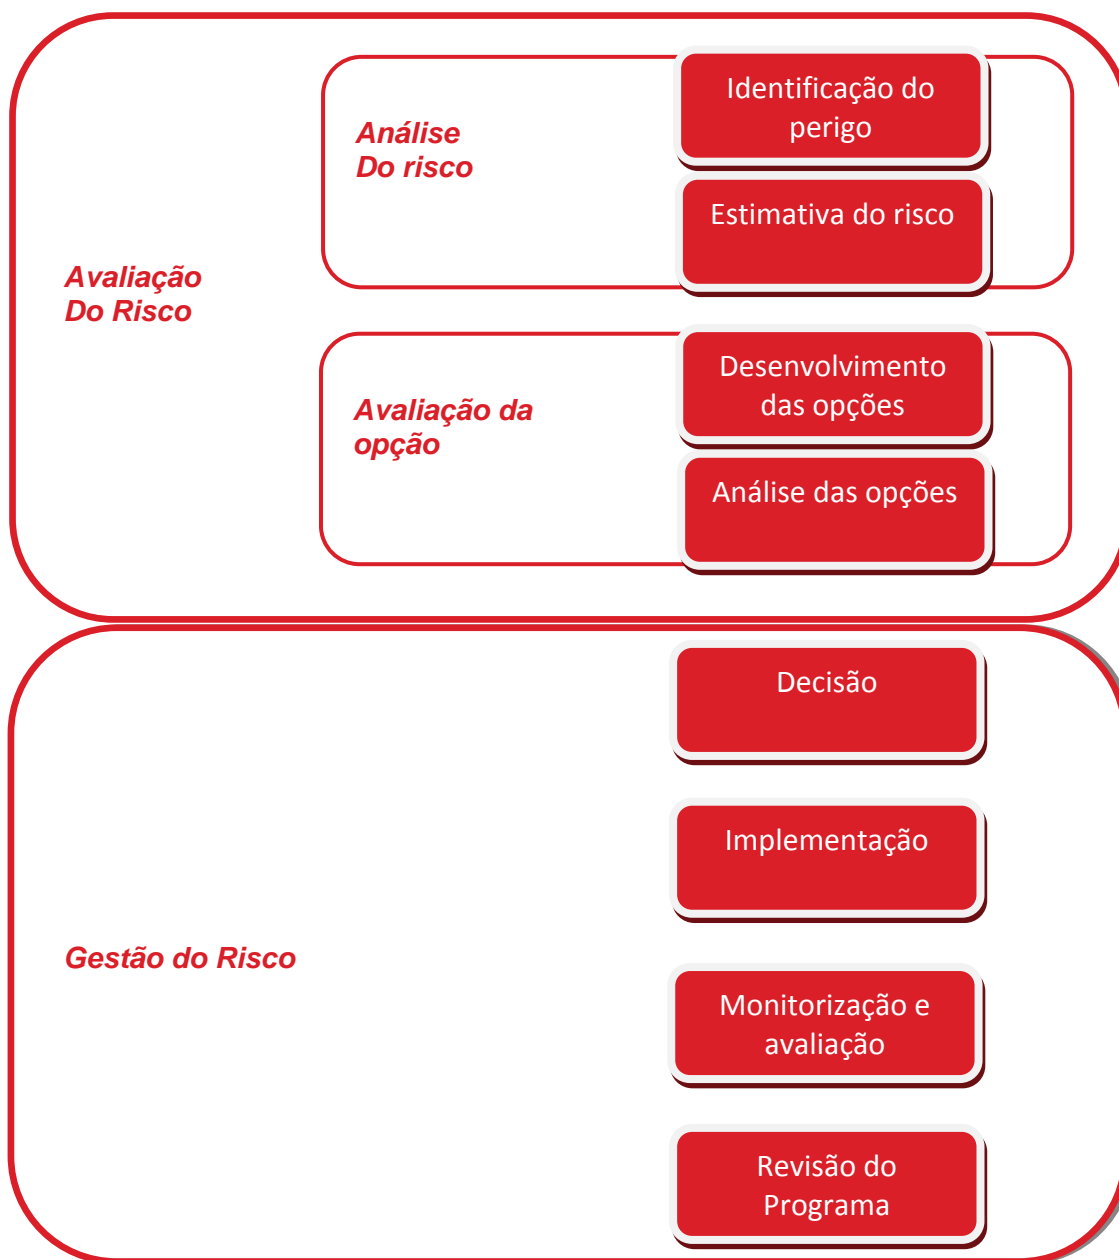 Avaliação
Do Risco
Análise
Do risco
Identificação do
perigo
Estimativa do risco
Avaliação da
opção
Desenvolvimento
das opções
Análise das opções
Gestão do Risco
Decisão
Implementação
Monitorização e
avaliação
Revisão do
Programa